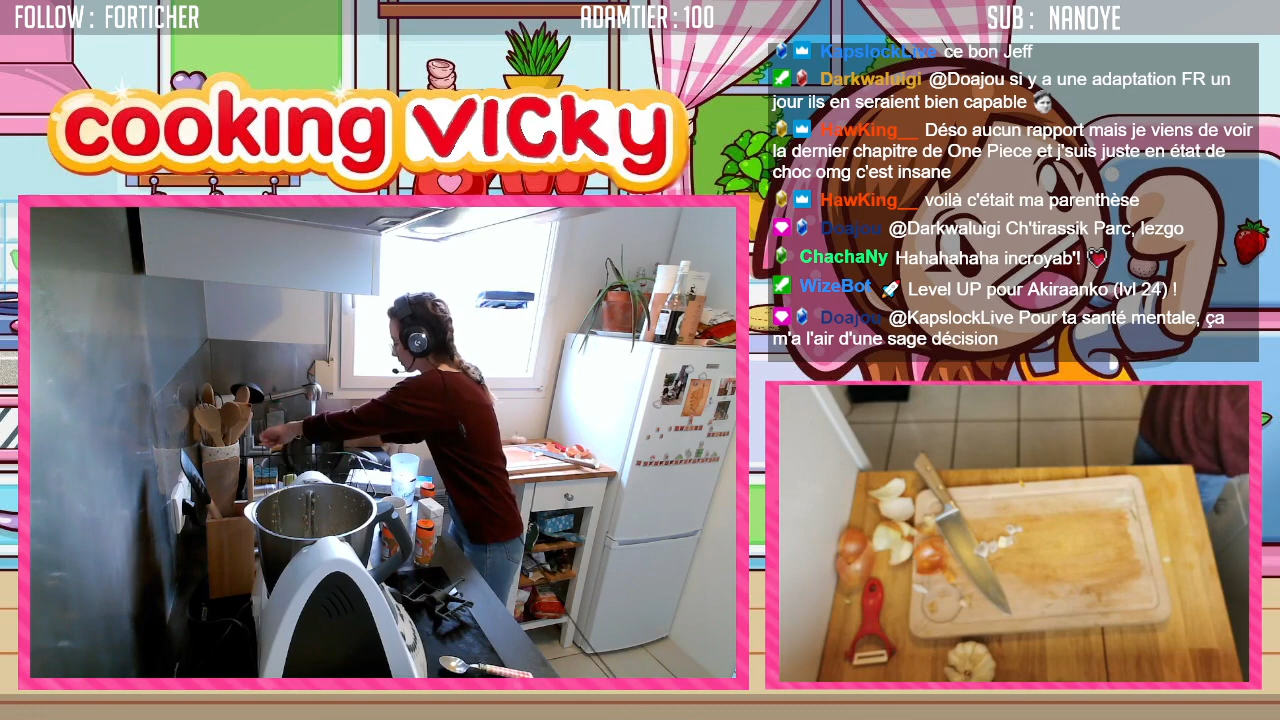 FOLLOW : FORTICHER
ADAMTIER : 100
SUB : NANOYE
cooking VICKY
KapslockLive ce bon Jeff
Darkwaluigi @Doajou si y a une adaptation FR un
jour ils en seraient bien capable
HawKing__ Déso aucun rapport mais je viens de voir
la dernier chapitre de One Piece et j'suis juste en état de
choc omg c'est insane
HawKing__ voilà c'était ma parenthèse
Doajou @Darkwaluigi Ch'tirassik Parc, lezgo
ChachaNy Hahahahaha incroyab'!
WizeBot Level UP pour Akiraanko (lvl 24) !
Doajou @KapslockLive Pour ta santé mentale, ça
m'a l'air d'une sage décision